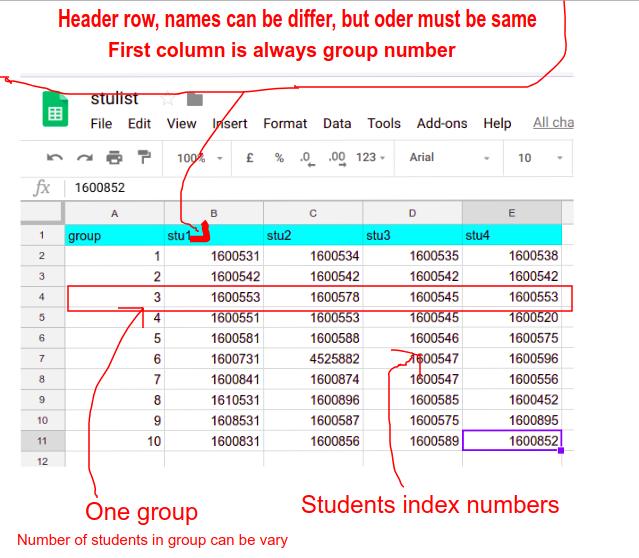 Header row, names can be differ, but oder must be same
First column is always group number
stulist
File Edit View Insert Format Data Tools Add-ons Help All cha
100% £ % .0 .00 123 Arial 10
fx 1600852
A B C D E
1 group stu1 stu2 stu3 stu4
2 1 1600531 1600534 1600535 1600538
3 2 1600542 1600542 1600542 1600542
4 3 1600553 1600578 1600545 1600553
5 4 1600551 1600553 1600545 1600520
6 5 1600581 1600588 1600546 1600575
7 6 1600731 4525882 1600547 1600596
8 7 1600841 1600874 1600547 1600556
9 8 1610531 1600896 1600585 1600452
10 9 1608531 1600587 1600575 1600895
11 10 1600831 1600856 1600589 1600852
12
One group
Students index numbers
Number of students in group can be vary